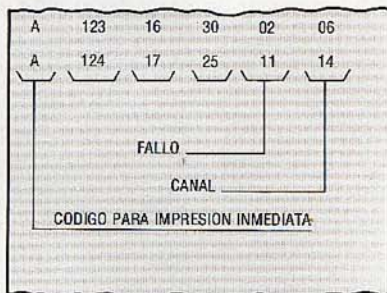 A 123 16 30 02 06
A 124 17 25 11 14
FALLO
CANAL
CODIGO PARA IMPRESION INMEDIATA